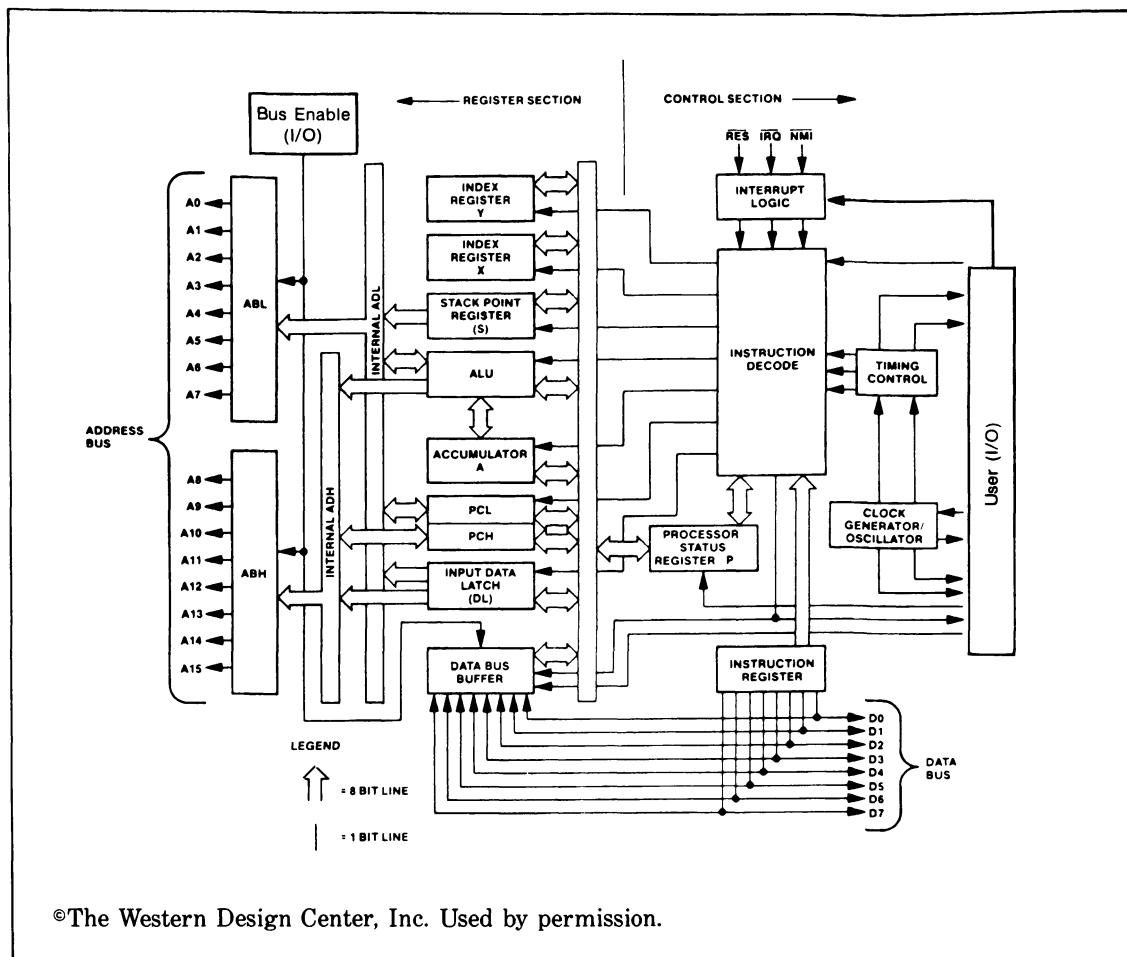 REGISTER SECTION
CONTROL SECTION
Bus Enable
(I/O)
RES IRQ NMI
INTERRUPT
LOGIC
INDEX
REGISTER
Y
INDEX
REGISTER
X
STACK POINT
REGISTER
(S)
ALU
ACCUMULATOR
A
PCL
PCH
INPUT DATA
LATCH
(DL)
DATA BUS
BUFFER
INTERNAL ADL
INTERNAL ADH
ABL
ABH
ADDRESS
BUS
A0
A1
A2
A3
A4
A5
A6
A7
A8
A9
A10
A11
A12
A13
A14
A15
INSTRUCTION
DECODE
TIMING
CONTROL
CLOCK
GENERATOR/
OSCILLATOR
User (I/O)
PROCESSOR
STATUS
REGISTER P
INSTRUCTION
REGISTER
D0
D1
D2
D3
D4
D5
D6
D7
DATA
BUS
LEGEND
= 8 BIT LINE
= 1 BIT LINE
©The Western Design Center, Inc. Used by permission.